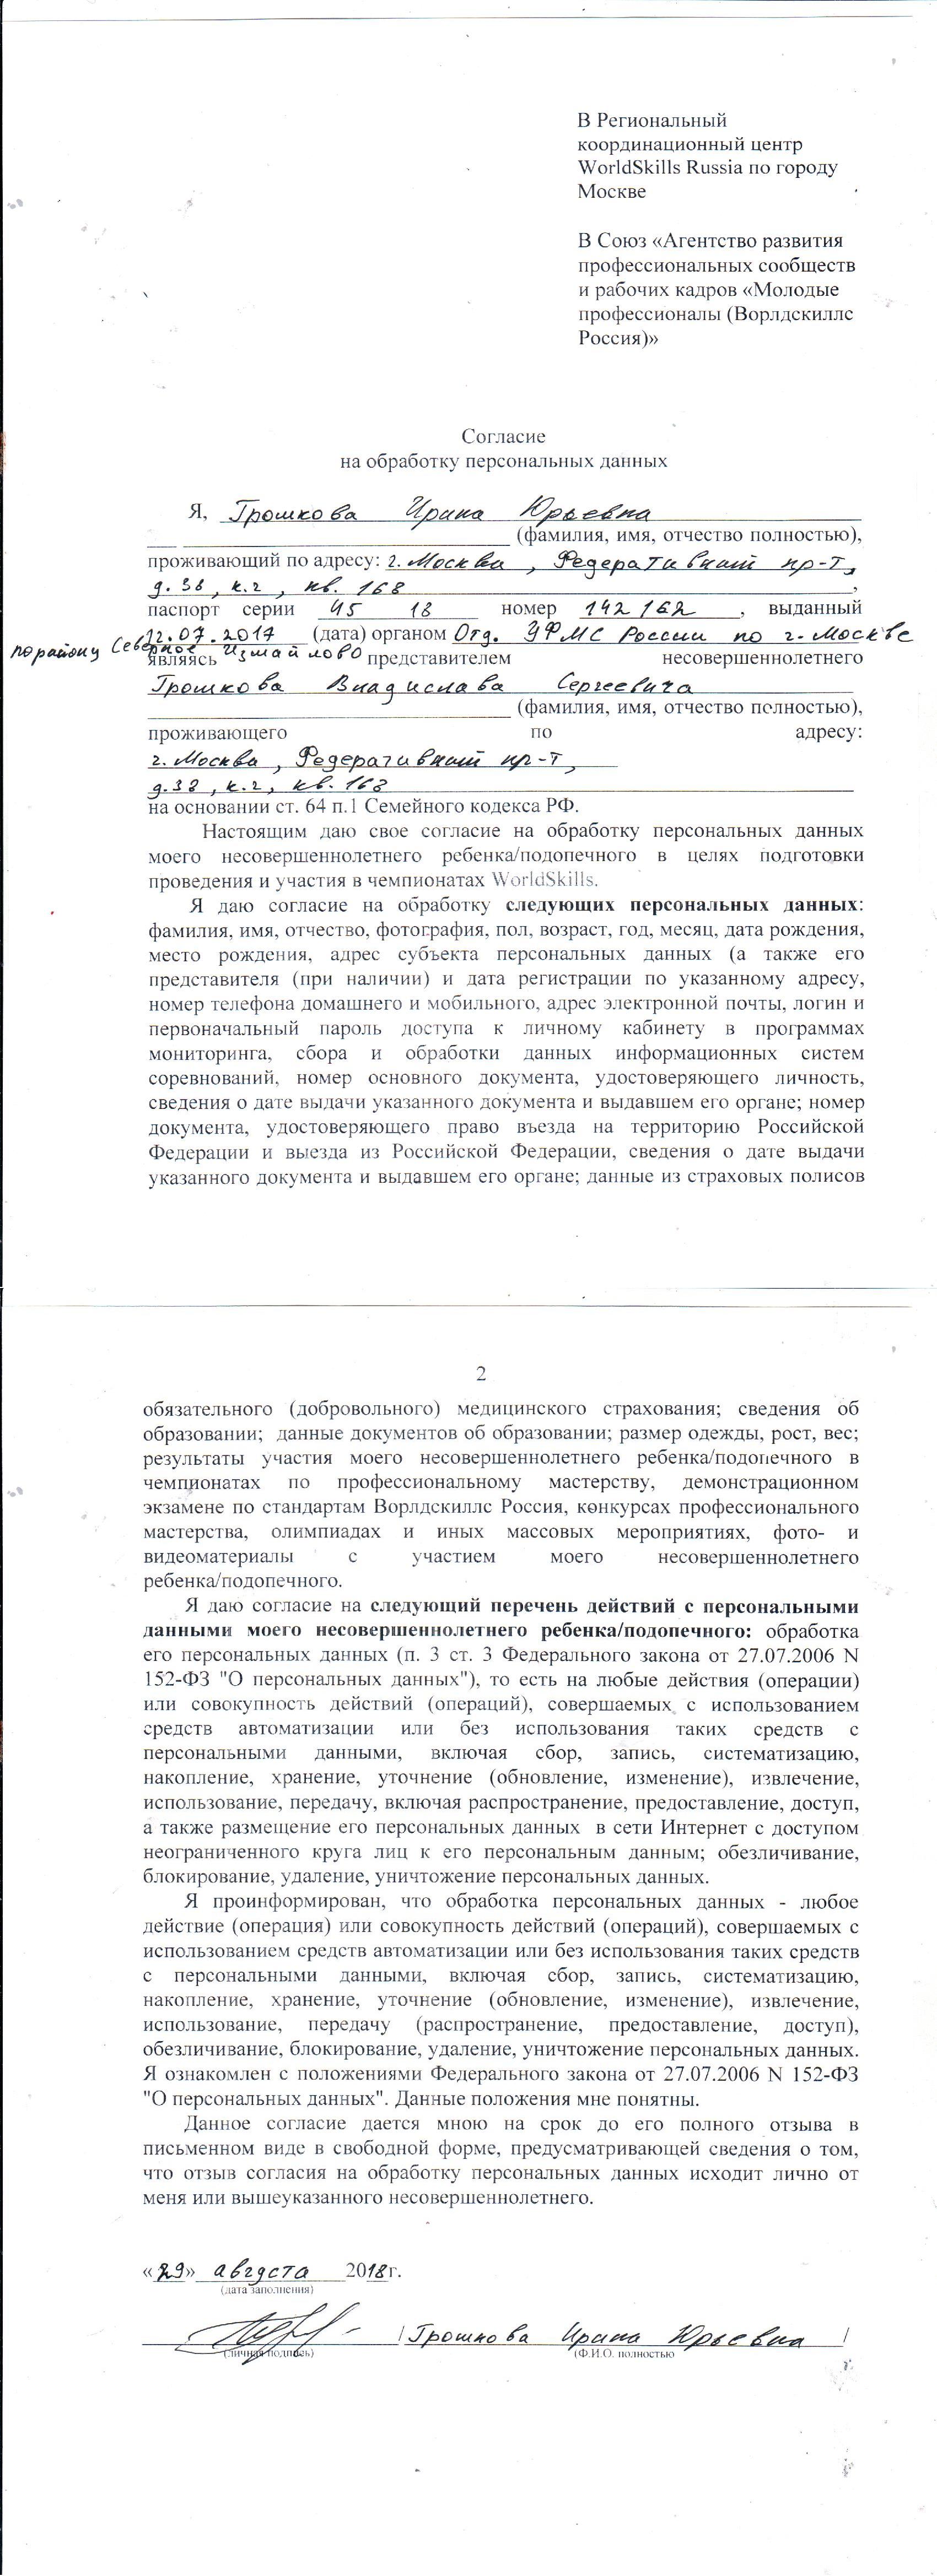 В Региональный
координационный центр
WorldSkills Russia по городу
Москве
В Союз «Агентство развития
профессиональных сообществ
и рабочих кадров «Молодые
профессионалы (Ворлдскиллс
Россия)»
Согласие
на обработку персональных данных
Я, Грошкова Ирина Юрьевна
(фамилия, имя, отчество полностью),
проживающий по адресу: г. Москва, Федеративный пр-т,
д. 38, к.1, кв. 168,
паспорт серии 45 18 номер 142162, выданный
12.07.2017 (дата) органом Отд. УФМС России по г. Москве
по району Северное Измайлово
являясь представителем несовершеннолетнего
Грошкова Владислава Сергеевича
(фамилия, имя, отчество полностью),
проживающего по адресу:
г. Москва, Федеративный пр-т,
д.38, к.1, кв. 168
на основании ст. 64 п.1 Семейного кодекса РФ.
Настоящим даю свое согласие на обработку персональных данных
моего несовершеннолетнего ребенка/подопечного в целях подготовки
проведения и участия в чемпионатах WorldSkills.
Я даю согласие на обработку следующих персональных данных:
фамилия, имя, отчество, фотография, пол, возраст, год, месяц, дата рождения,
место рождения, адрес субъекта персональных данных (а также его
представителя (при наличии) и дата регистрации по указанному адресу,
номер телефона домашнего и мобильного, адрес электронной почты, логин и
первоначальный пароль доступа к личному кабинету в программах
мониторинга, сбора и обработки данных информационных систем
соревнований, номер основного документа, удостоверяющего личность,
сведения о дате выдачи указанного документа и выдавшем его органе; номер
документа, удостоверяющего право въезда на территорию Российской
Федерации и выезда из Российской Федерации, сведения о дате выдачи
указанного документа и выдавшем его органе; данные из страховых полисов
2
обязательного (добровольного) медицинского страхования; сведения об
образовании; данные документов об образовании; размер одежды, рост, вес;
результаты участия моего несовершеннолетнего ребенка/подопечного в
чемпионатах по профессиональному мастерству, демонстрационном
экзамене по стандартам Ворлдскиллс Россия, конкурсах профессионального
мастерства, олимпиадах и иных массовых мероприятиях, фото- и
видеоматериалы с участием моего несовершеннолетнего
ребенка/подопечного.
Я даю согласие на следующий перечень действий с персональными
данными моего несовершеннолетнего ребенка/подопечного: обработка
его персональных данных (п. 3 ст. 3 Федерального закона от 27.07.2006 N
152-ФЗ "О персональных данных"), то есть на любые действия (операции)
или совокупность действий (операций), совершаемых с использованием
средств автоматизации или без использования таких средств с
персональными данными, включая сбор, запись, систематизацию,
накопление, хранение, уточнение (обновление, изменение), извлечение,
использование, передачу, включая распространение, предоставление, доступ,
а также размещение его персональных данных в сети Интернет с доступом
неограниченного круга лиц к его персональным данным; обезличивание,
блокирование, удаление, уничтожение персональных данных.
Я проинформирован, что обработка персональных данных - любое
действие (операция) или совокупность действий (операций), совершаемых с
использованием средств автоматизации или без использования таких средств
с персональными данными, включая сбор, запись, систематизацию,
накопление, хранение, уточнение (обновление, изменение), извлечение,
использование, передачу (распространение, предоставление, доступ),
обезличивание, блокирование, удаление, уничтожение персональных данных.
Я ознакомлен с положениями Федерального закона от 27.07.2006 N 152-ФЗ
"О персональных данных". Данные положения мне понятны.
Данное согласие дается мною на срок до его полного отзыва в
письменном виде в свободной форме, предусматривающей сведения о том,
что отзыв согласия на обработку персональных данных исходит лично от
меня или вышеуказанного несовершеннолетнего.
«29» августа 2018г.
(дата заполнения)
/Грошкова Ирина Юрьевна/
(личная подпись) (Ф.И.О. полностью